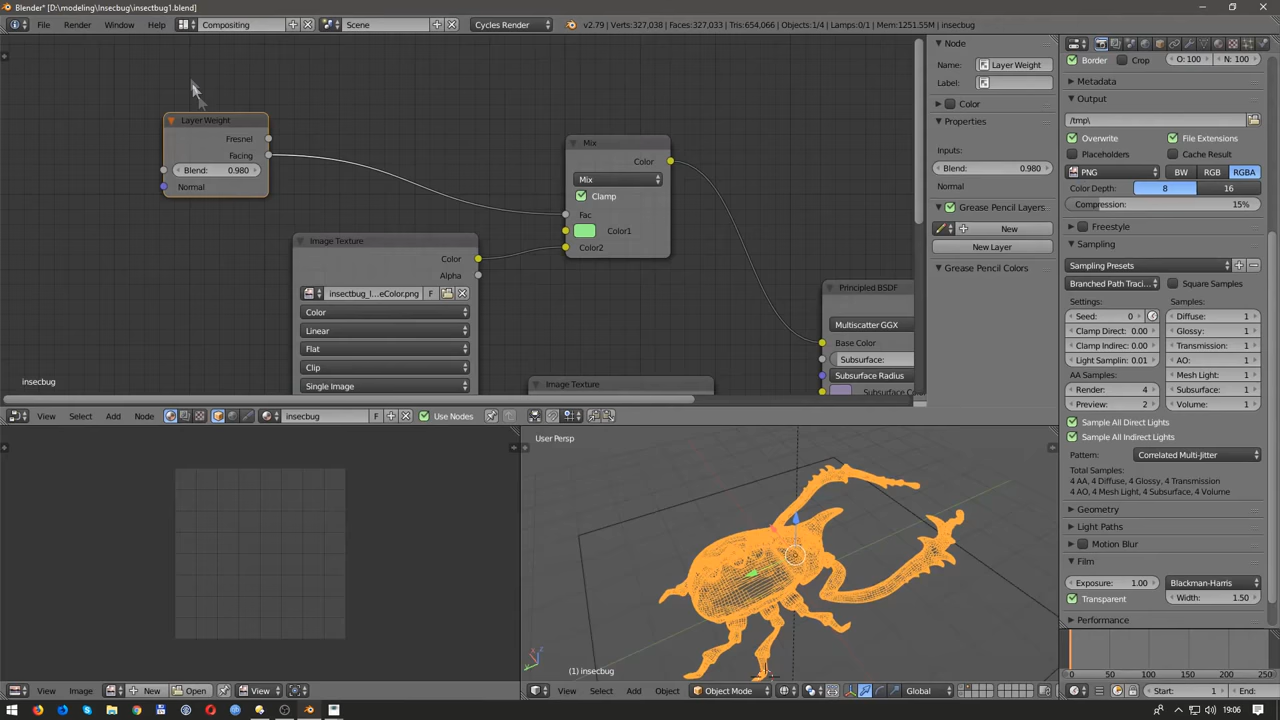 Blender* [D:\modeling\Insecbug\insectbug1.blend]
File Render Window Help Compositing Scene Cycles Render v2.79 | Verts:327,038 | Faces:327,033 | Tris:654,066 | Objects:1/4 | Lamps:0/1 | Mem:1251.55M | insecbug
Layer Weight
Fresnel
Facing
Blend: 0.980
Normal
Mix
Color
Mix
Clamp
Fac
Color1
Color2
Image Texture
Color
Alpha
insectbug_l...eColor.png F
Color
Linear
Flat
Clip
Single Image
Image Texture
Principled BSDF
Multiscatter GGX
Base Color
Subsurface:
Subsurface Radius
Subsurface Co
insecbug
Node
Name: Layer Weight
Label:
Color
Properties
Inputs:
Blend: 0.980
Normal
Grease Pencil Layers
New
New Layer
Grease Pencil Colors
Border Crop O: 100 N: 100
Metadata
Output
/tmp\
Overwrite File Extensions
Placeholders Cache Result
PNG BW RGB RGBA
Color Depth: 8 16
Compression: 15%
Freestyle
Sampling
Sampling Presets
Branched Path Traci... Square Samples
Settings: Samples:
Seed: 0 Diffuse: 1
Clamp Direct: 0.00 Glossy: 1
Clamp Indirec: 0.00 Transmission: 1
Light Samplin: 0.01 AO: 1
AA Samples: Mesh Light: 1
Render: 4 Subsurface: 1
Preview: 2 Volume: 1
Sample All Direct Lights
Sample All Indirect Lights
Pattern: Correlated Multi-Jitter
Total Samples:
4 AA, 4 Diffuse, 4 Glossy, 4 Transmission
4 AO, 4 Mesh Light, 4 Subsurface, 4 Volume
Geometry
Light Paths
Motion Blur
Film
Exposure: 1.00 Blackman-Harris
Transparent Width: 1.50
Performance
View Select Add Node insecbug F Use Nodes
User Persp
(1) insecbug
View Image New Open View
View Select Add Object Object Mode Global
0 50 100 150 200 250
Start: 1 End:
19:06